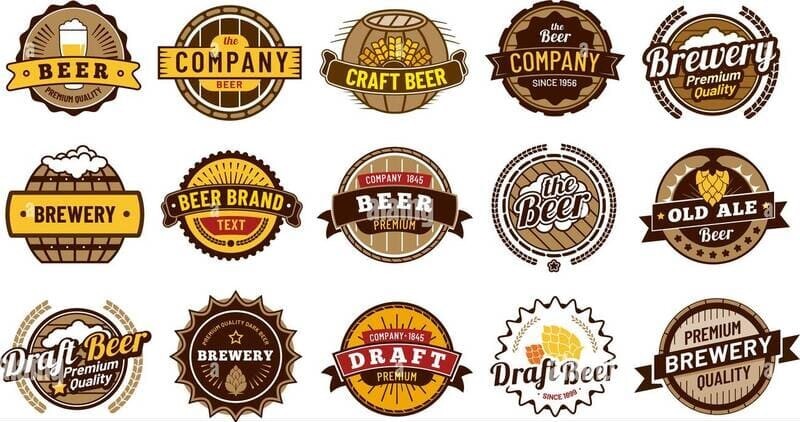 BEER
PREMIUM QUALITY
the
COMPANY
BEER
CRAFT BEER
the
Beer
COMPANY
SINCE 1956
Brewery
Premium
Quality
BREWERY
BEER BRAND
TEXT
COMPANY 1845
BEER
PREMIUM
the
Beer
OLD ALE
Beer
Draft Beer
Premium
Quality
PREMIUM QUALITY DARK BEER
BREWERY
COMPANY·1845
DRAFT
PREMIUM
Draft Beer
SINCE 1899
PREMIUM
BREWERY
QUALITY